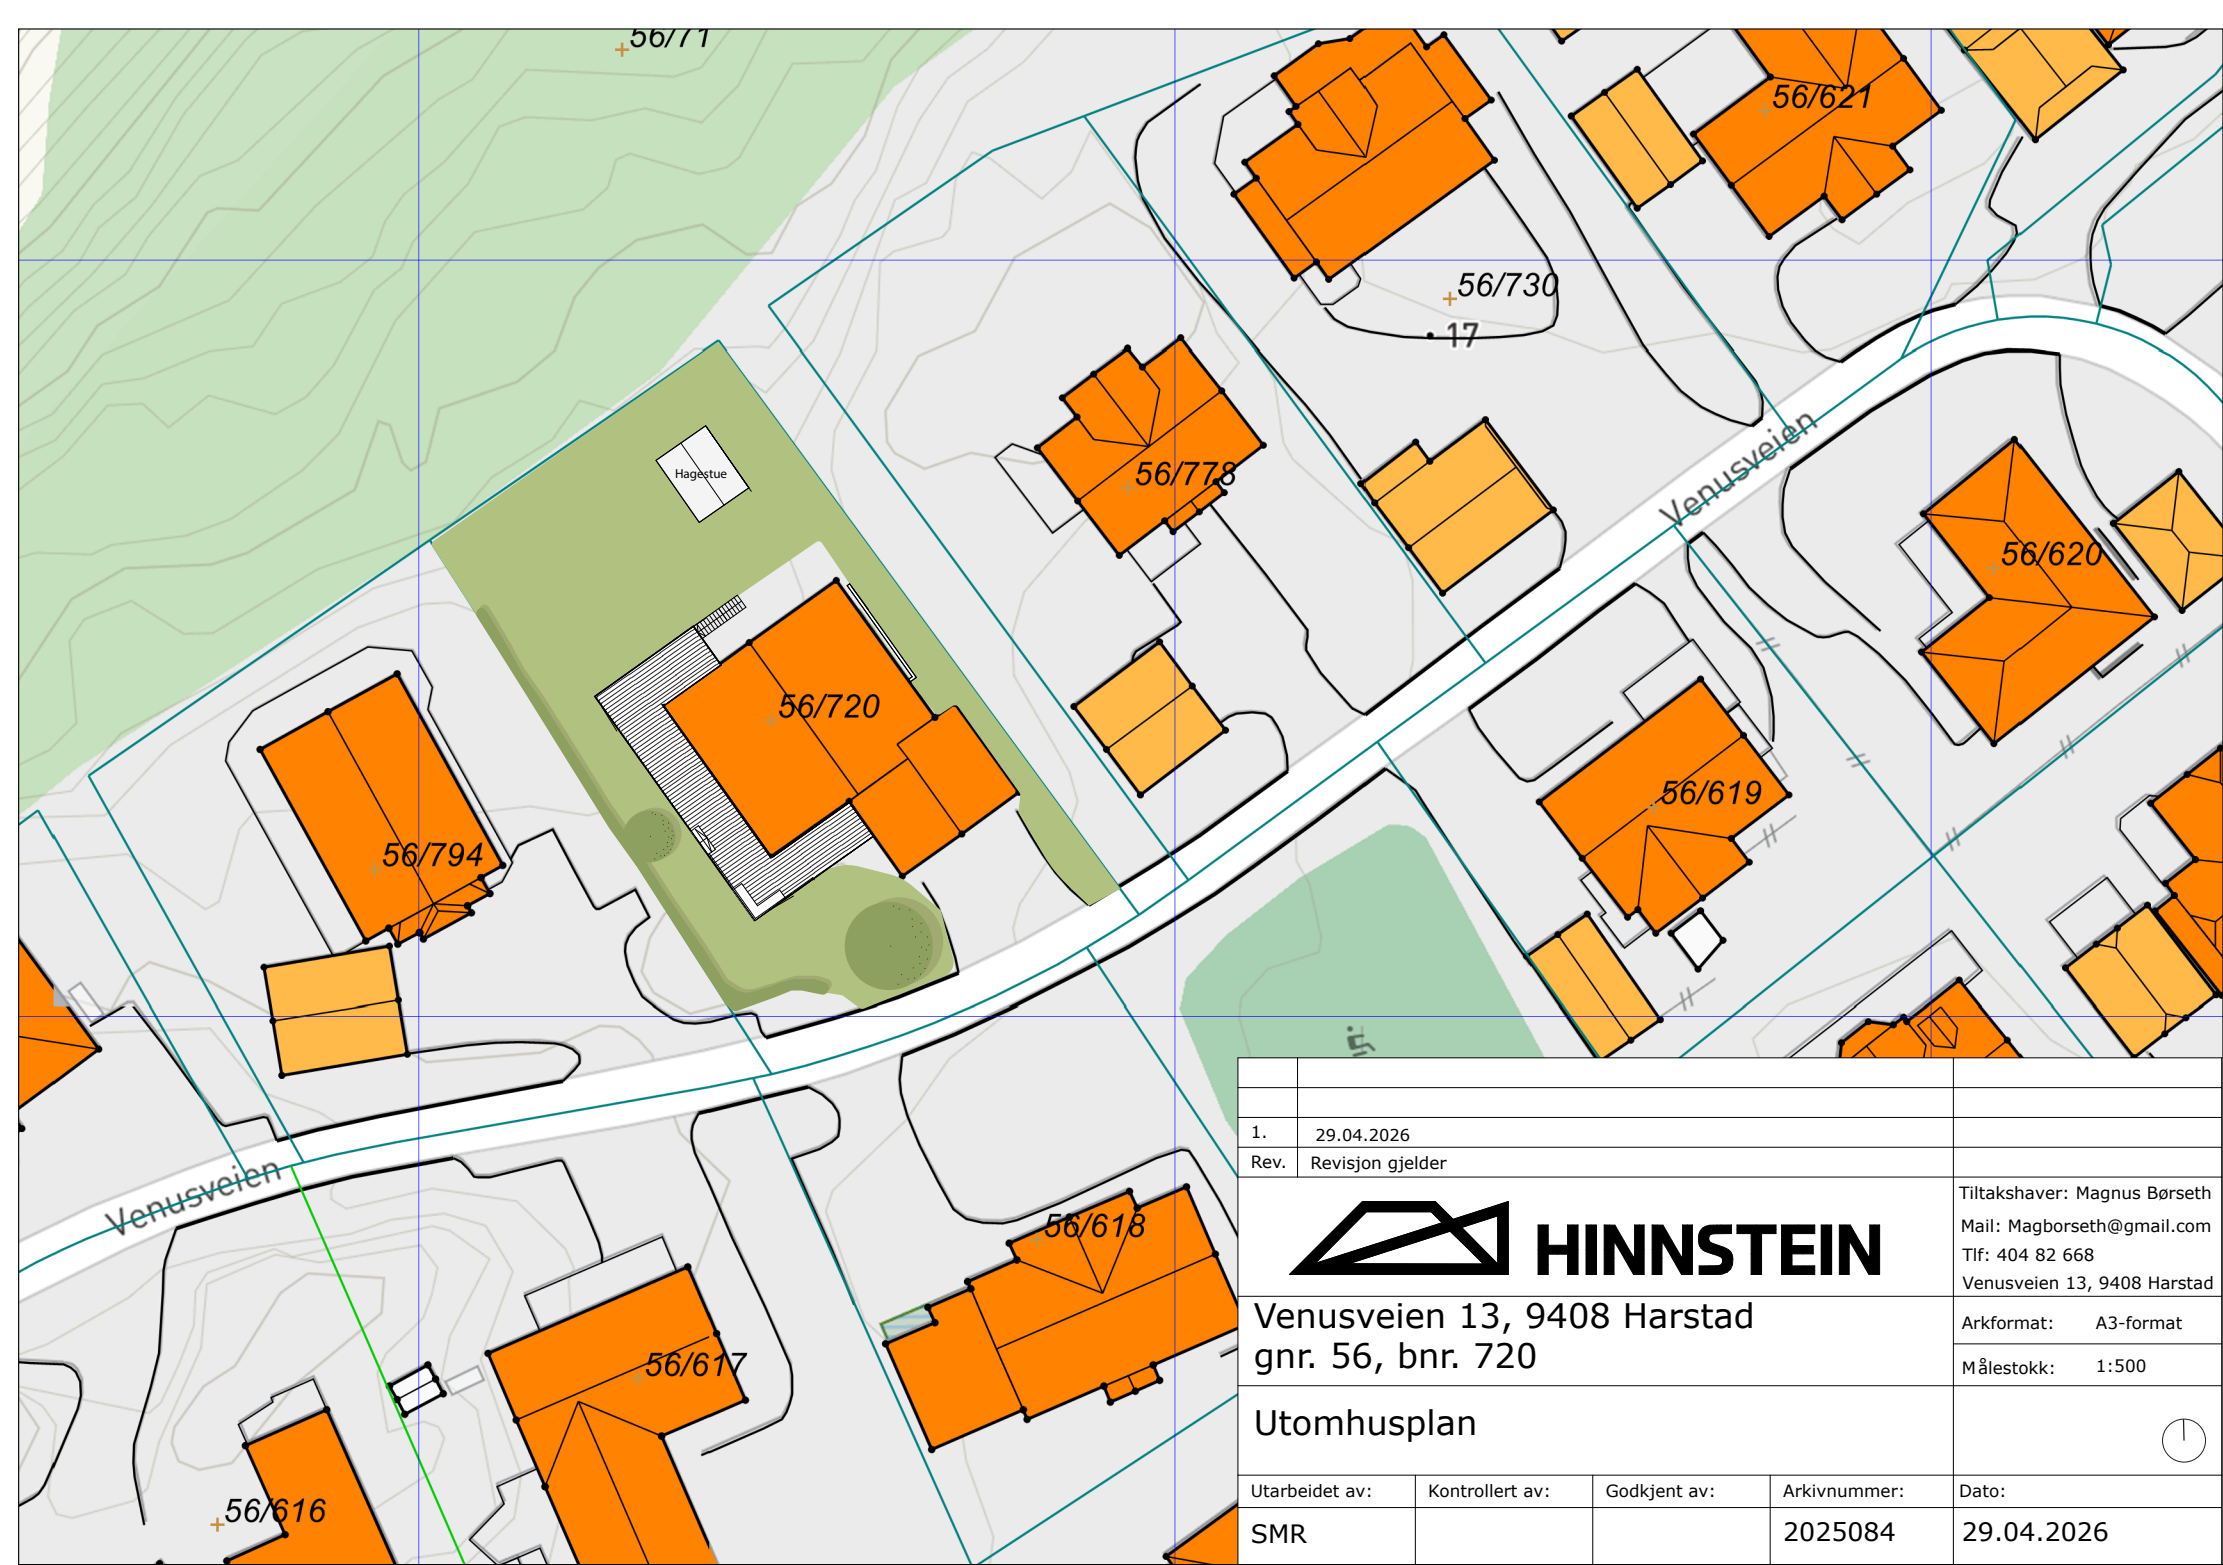 56/71
56/621
56/730
17
56/778
Hagestue
Venusveien
56/620
56/720
56/619
56/794
Venusveien
56/618
56/617
56/616
1. 29.04.2026
Rev. Revisjon gjelder
HINNSTEIN
Tiltakshaver: Magnus Børseth
Mail: Magborseth@gmail.com
Tlf: 404 82 668
Venusveien 13, 9408 Harstad
Venusveien 13, 9408 Harstad
gnr. 56, bnr. 720
Arkformat: A3-format
Målestokk: 1:500
Utomhusplan
Utarbeidet av: Kontrollert av: Godkjent av: Arkivnummer: Dato:
SMR 2025084 29.04.2026